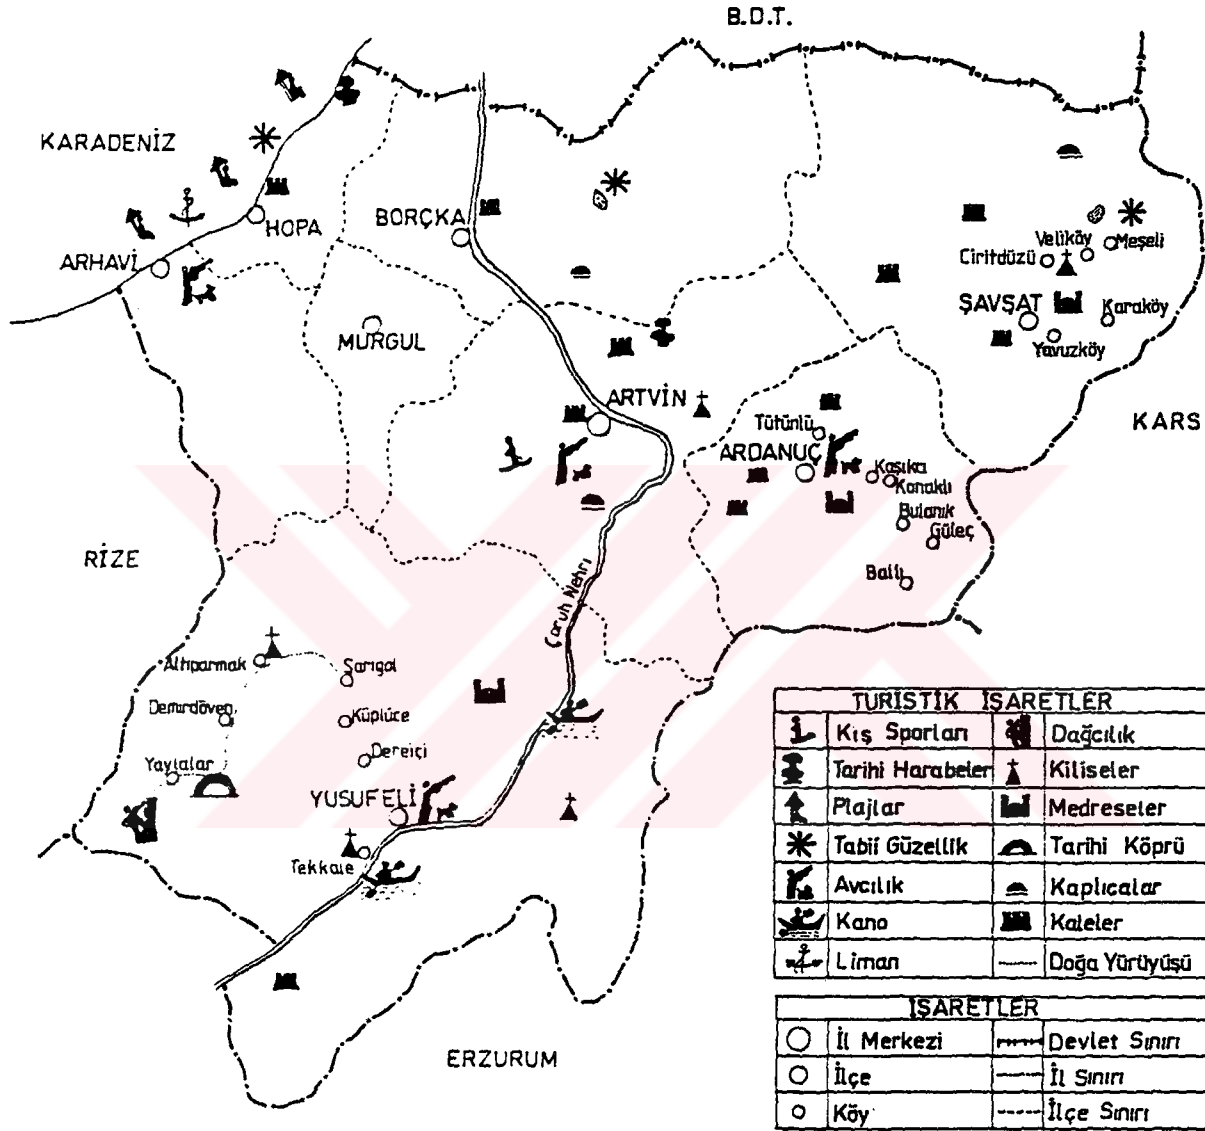 B.D.T.
KARADENİZ
HOPA
BORÇKA
ARHAVİ
MURGUL
Veliköy
Meşeli
Ciritdüzü
ŞAVŞAT
Karaköy
Yavuzköy
ARTVİN
KARS
Tütünlü
ARDANUÇ
Kaşıkçı
Konaklı
Bulanık
Güleç
Ballı
RİZE
Çoruh Nehri
Altıparmak
Sarıgöl
Demirdöven
Küplüce
Dereiçi
Yaylalar
YUSUFELİ
Tekkale
ERZURUM
TURİSTİK İŞARETLER
Kış Sporları Dağcılık
Tarihi Harabeler Kiliseler
Plajlar Medreseler
Tabii Güzellik Tarihi Köprü
Avcılık Kaplıcalar
Kano Kaleler
Liman Doğa Yürüyüşü
İŞARETLER
İl Merkezi Devlet Sınırı
İlçe İl Sınırı
Köy İlçe Sınırı